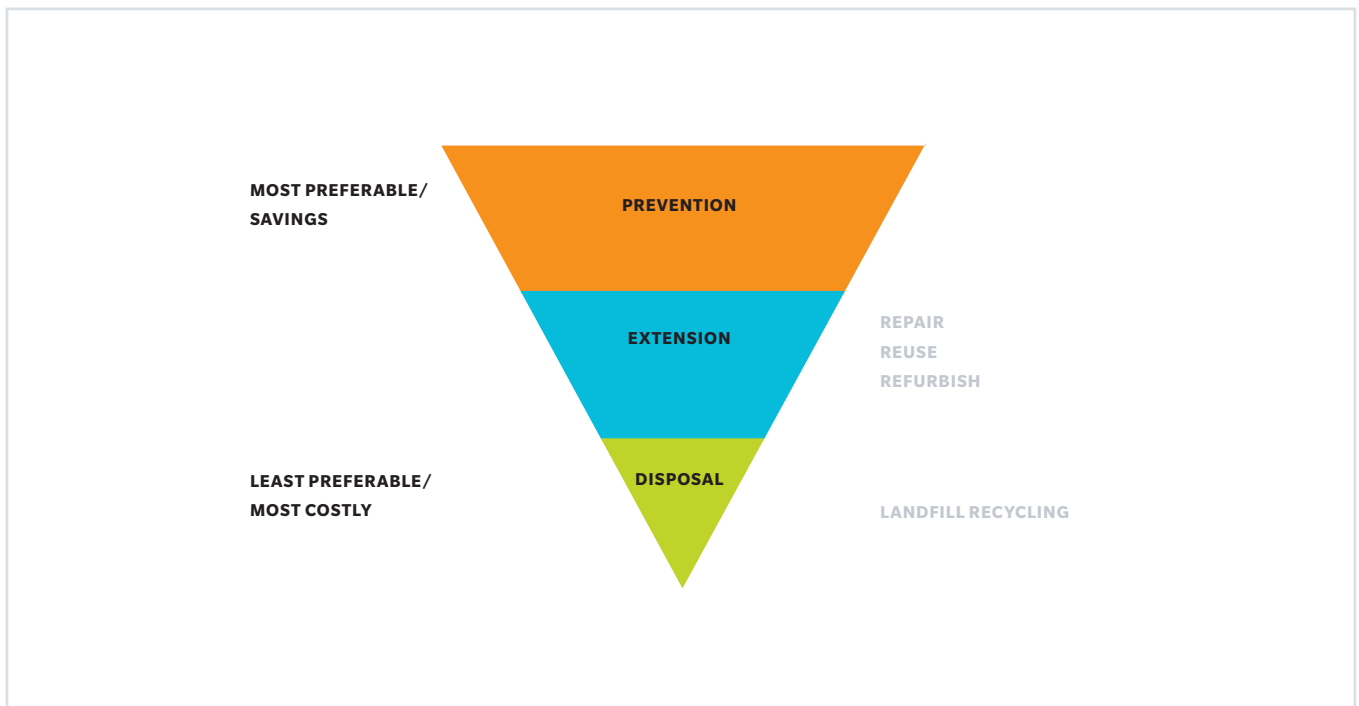 MOST PREFERABLE/
SAVINGS
PREVENTION
EXTENSION
REPAIR
REUSE
REFURBISH
LEAST PREFERABLE/
MOST COSTLY
DISPOSAL
LANDFILL RECYCLING